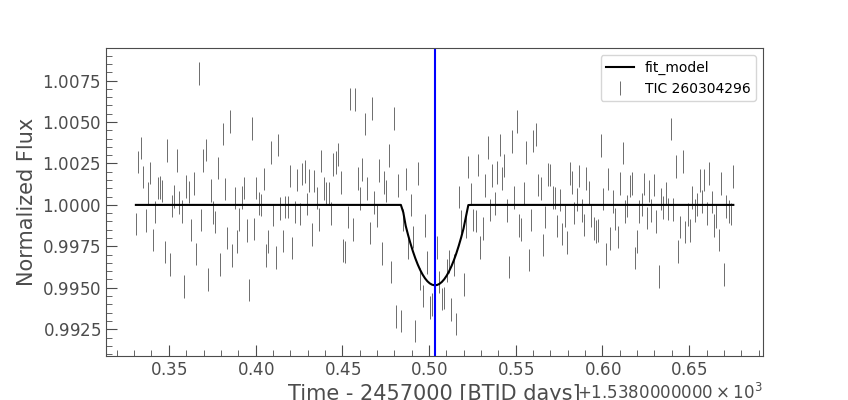 fit_model
TIC 260304296
1.0075
1.0050
1.0025
1.0000
0.9975
0.9950
0.9925
Normalized Flux
0.35 0.40 0.45 0.50 0.55 0.60 0.65
Time - 2457000 [BTJD days]
+1.5380000000 × 10³